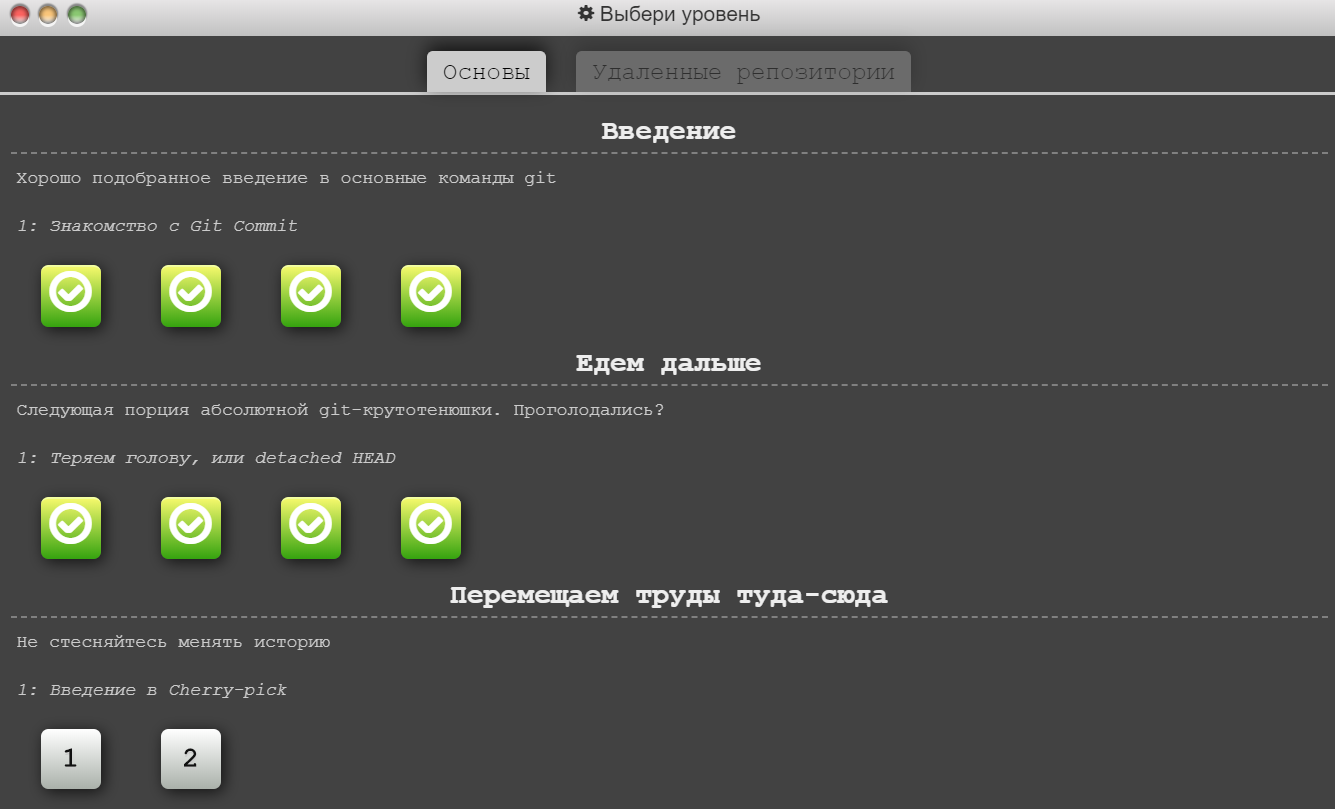 Выбери уровень
Основы
Удаленные репозитории
Введение
Хорошо подобранное введение в основные команды git
1: Знакомство с Git Commit
Едем дальше
Следующая порция абсолютной git-крутотенюшки. Проголодались?
1: Теряем голову, или detached HEAD
Перемещаем труды туда-сюда
Не стесняйтесь менять историю
1: Введение в Cherry-pick
1 2